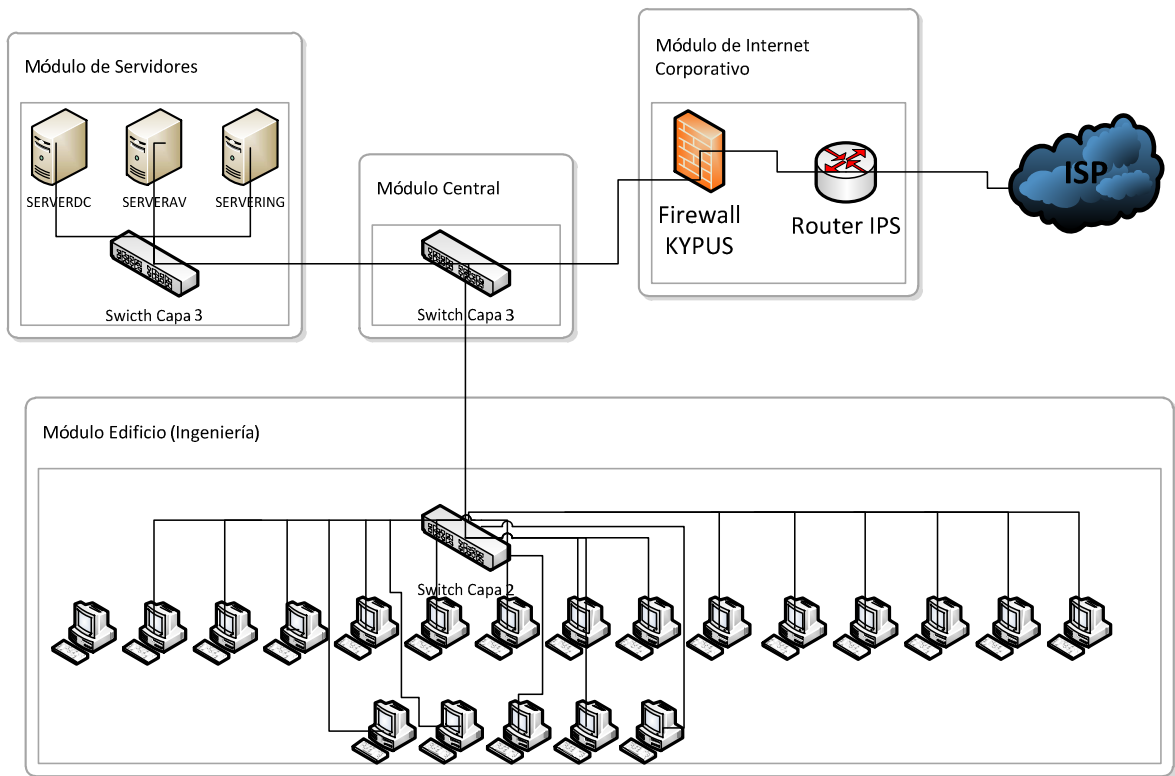 Módulo de Servidores
SERVERDC
SERVERAV
SERVERING
Swicth Capa 3
Módulo Central
Switch Capa 3
Módulo de Internet
Corporativo
Firewall
KYPUS
Router IPS
ISP
Módulo Edificio (Ingeniería)
Switch Capa 2